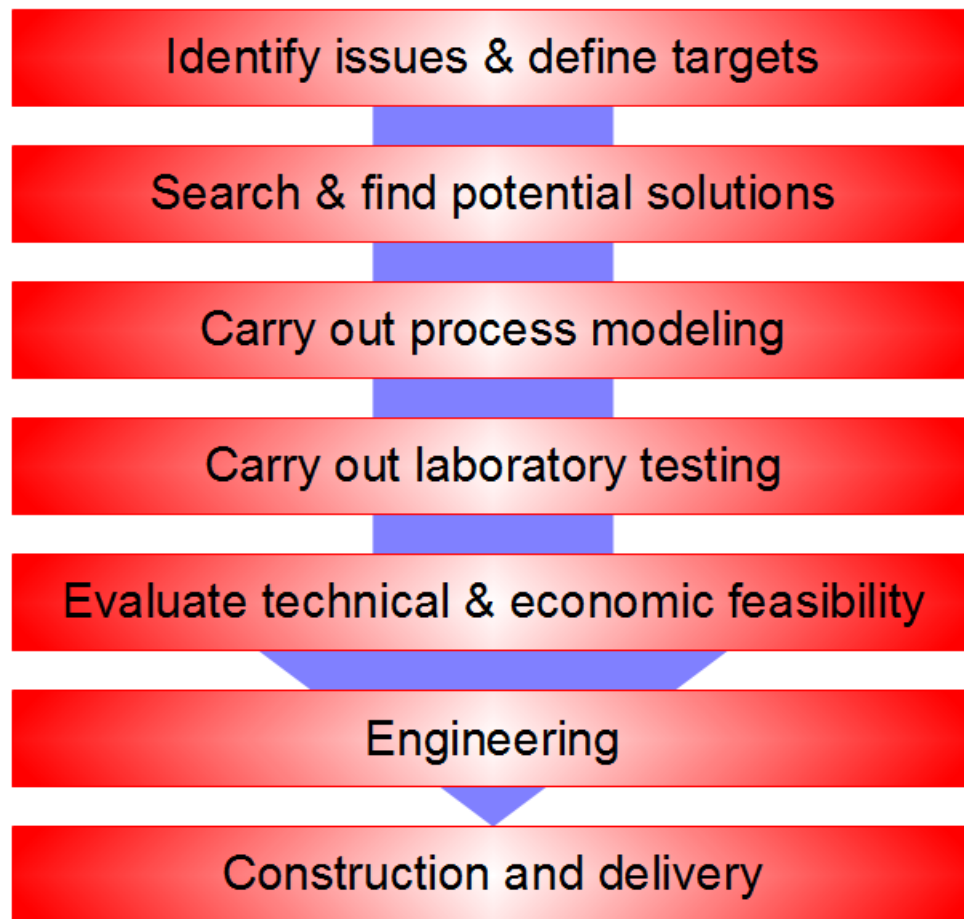 Identify issues & define targets
Search & find potential solutions
Carry out process modeling
Carry out laboratory testing
Evaluate technical & economic feasibility
Engineering
Construction and delivery